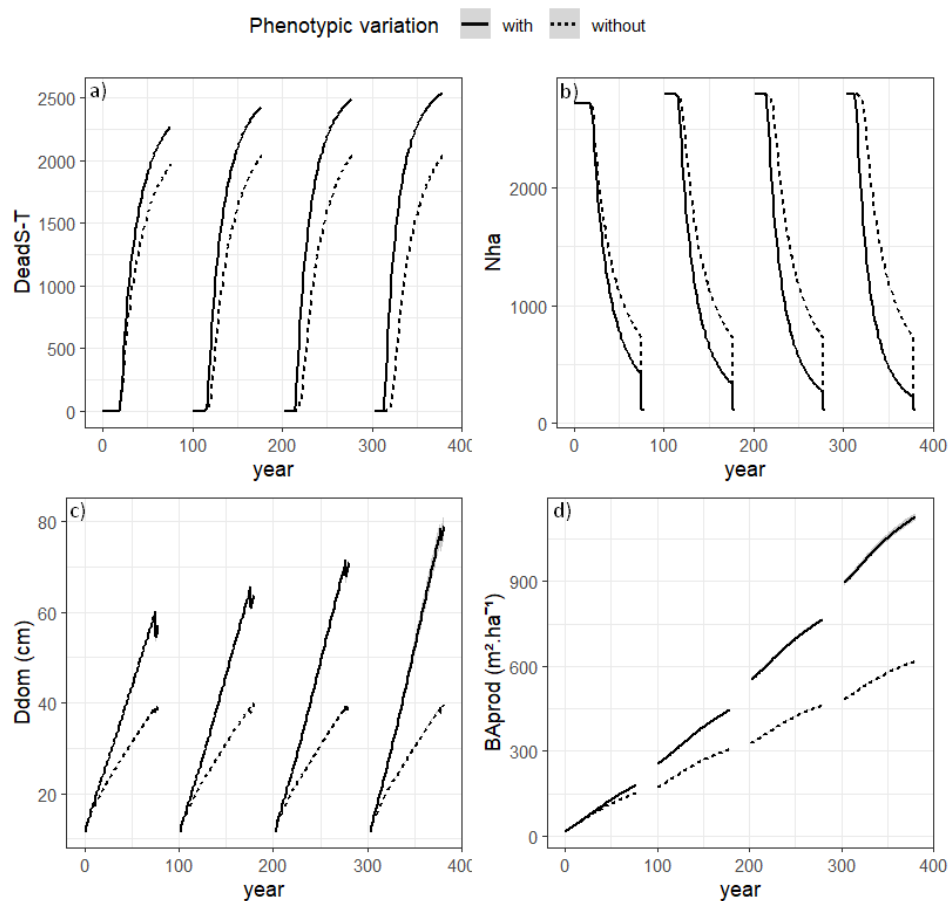 Phenotypic variation with without
a)
2500
2000
1500
1000
500
0
DeadS-T
0 100 200 300 400
year
b)
2000
1000
0
Nha
0 100 200 300 400
year
c)
80
60
40
20
Ddom (cm)
0 100 200 300 400
year
d)
900
600
300
0
BAprod (m².ha⁻¹)
0 100 200 300 400
year